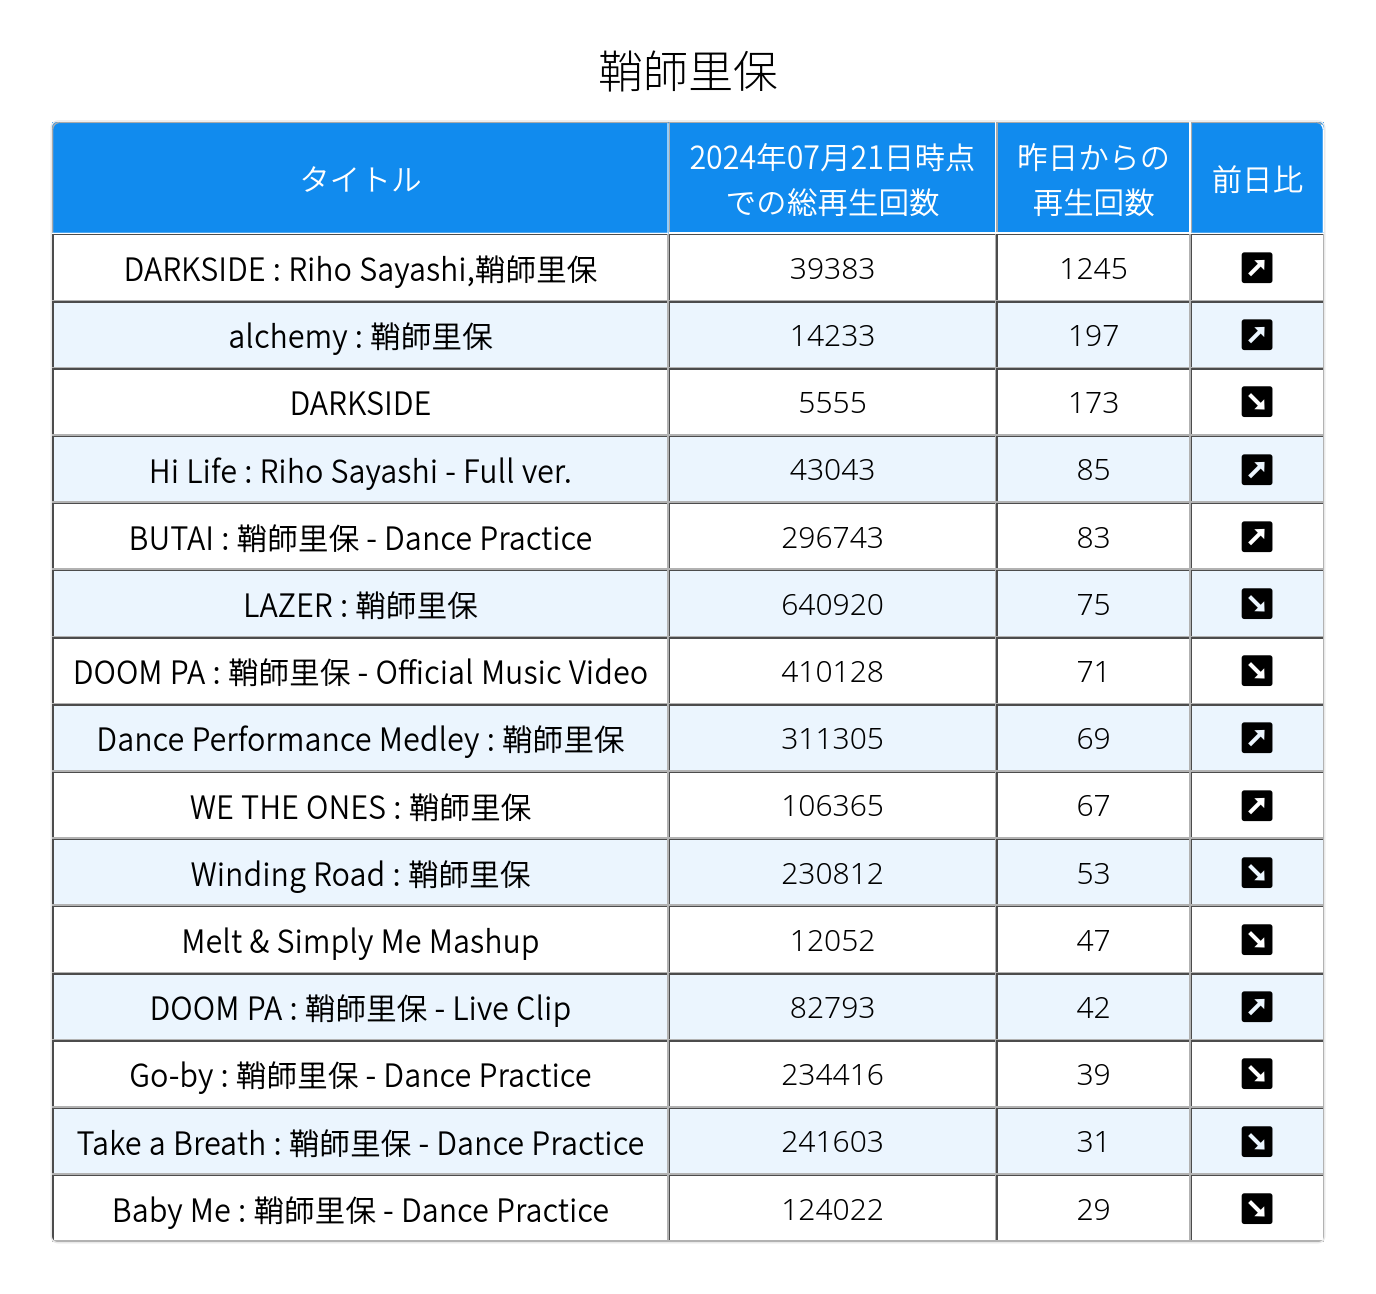 鞘師里保
タイトル
2024年07月21日時点
での総再生回数
昨日からの
再生回数
前日比
DARKSIDE : Riho Sayashi,鞘師里保 39383 1245 ↗
alchemy : 鞘師里保 14233 197 ↗
DARKSIDE 5555 173 ↘
Hi Life : Riho Sayashi - Full ver. 43043 85 ↗
BUTAI : 鞘師里保 - Dance Practice 296743 83 ↗
LAZER : 鞘師里保 640920 75 ↘
DOOM PA : 鞘師里保 - Official Music Video 410128 71 ↘
Dance Performance Medley : 鞘師里保 311305 69 ↗
WE THE ONES : 鞘師里保 106365 67 ↗
Winding Road : 鞘師里保 230812 53 ↘
Melt & Simply Me Mashup 12052 47 ↘
DOOM PA : 鞘師里保 - Live Clip 82793 42 ↗
Go-by : 鞘師里保 - Dance Practice 234416 39 ↘
Take a Breath : 鞘師里保 - Dance Practice 241603 31 ↘
Baby Me : 鞘師里保 - Dance Practice 124022 29 ↘